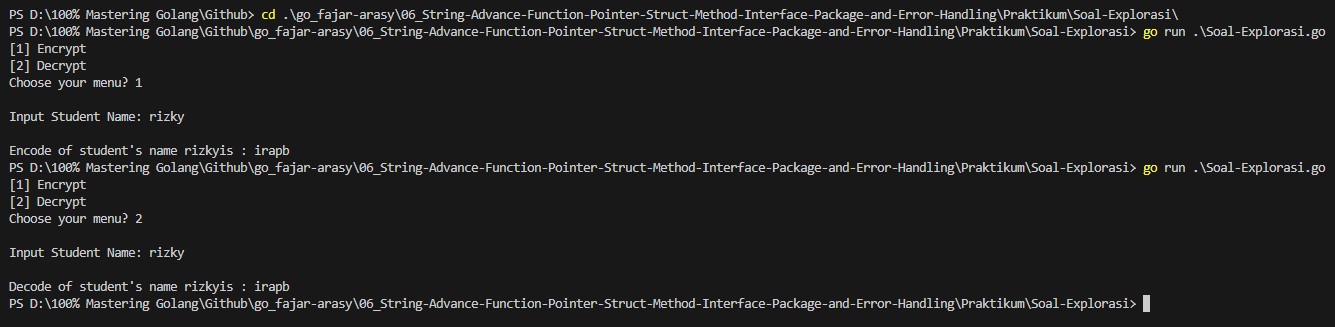 PS D:\100% Mastering Golang\Github> cd .\go_fajar-arasy\06_String-Advance-Function-Pointer-Struct-Method-Interface-Package-and-Error-Handling\Praktikum\Soal-Explorasi\
PS D:\100% Mastering Golang\Github\go_fajar-arasy\06_String-Advance-Function-Pointer-Struct-Method-Interface-Package-and-Error-Handling\Praktikum\Soal-Explorasi> go run .\Soal-Explorasi.go
[1] Encrypt
[2] Decrypt
Choose your menu? 1
Input Student Name: rizky
Encode of student's name rizkyis : irapb
PS D:\100% Mastering Golang\Github\go_fajar-arasy\06_String-Advance-Function-Pointer-Struct-Method-Interface-Package-and-Error-Handling\Praktikum\Soal-Explorasi> go run .\Soal-Explorasi.go
[1] Encrypt
[2] Decrypt
Choose your menu? 2
Input Student Name: rizky
Decode of student's name rizkyis : irapb
PS D:\100% Mastering Golang\Github\go_fajar-arasy\06_String-Advance-Function-Pointer-Struct-Method-Interface-Package-and-Error-Handling\Praktikum\Soal-Explorasi>